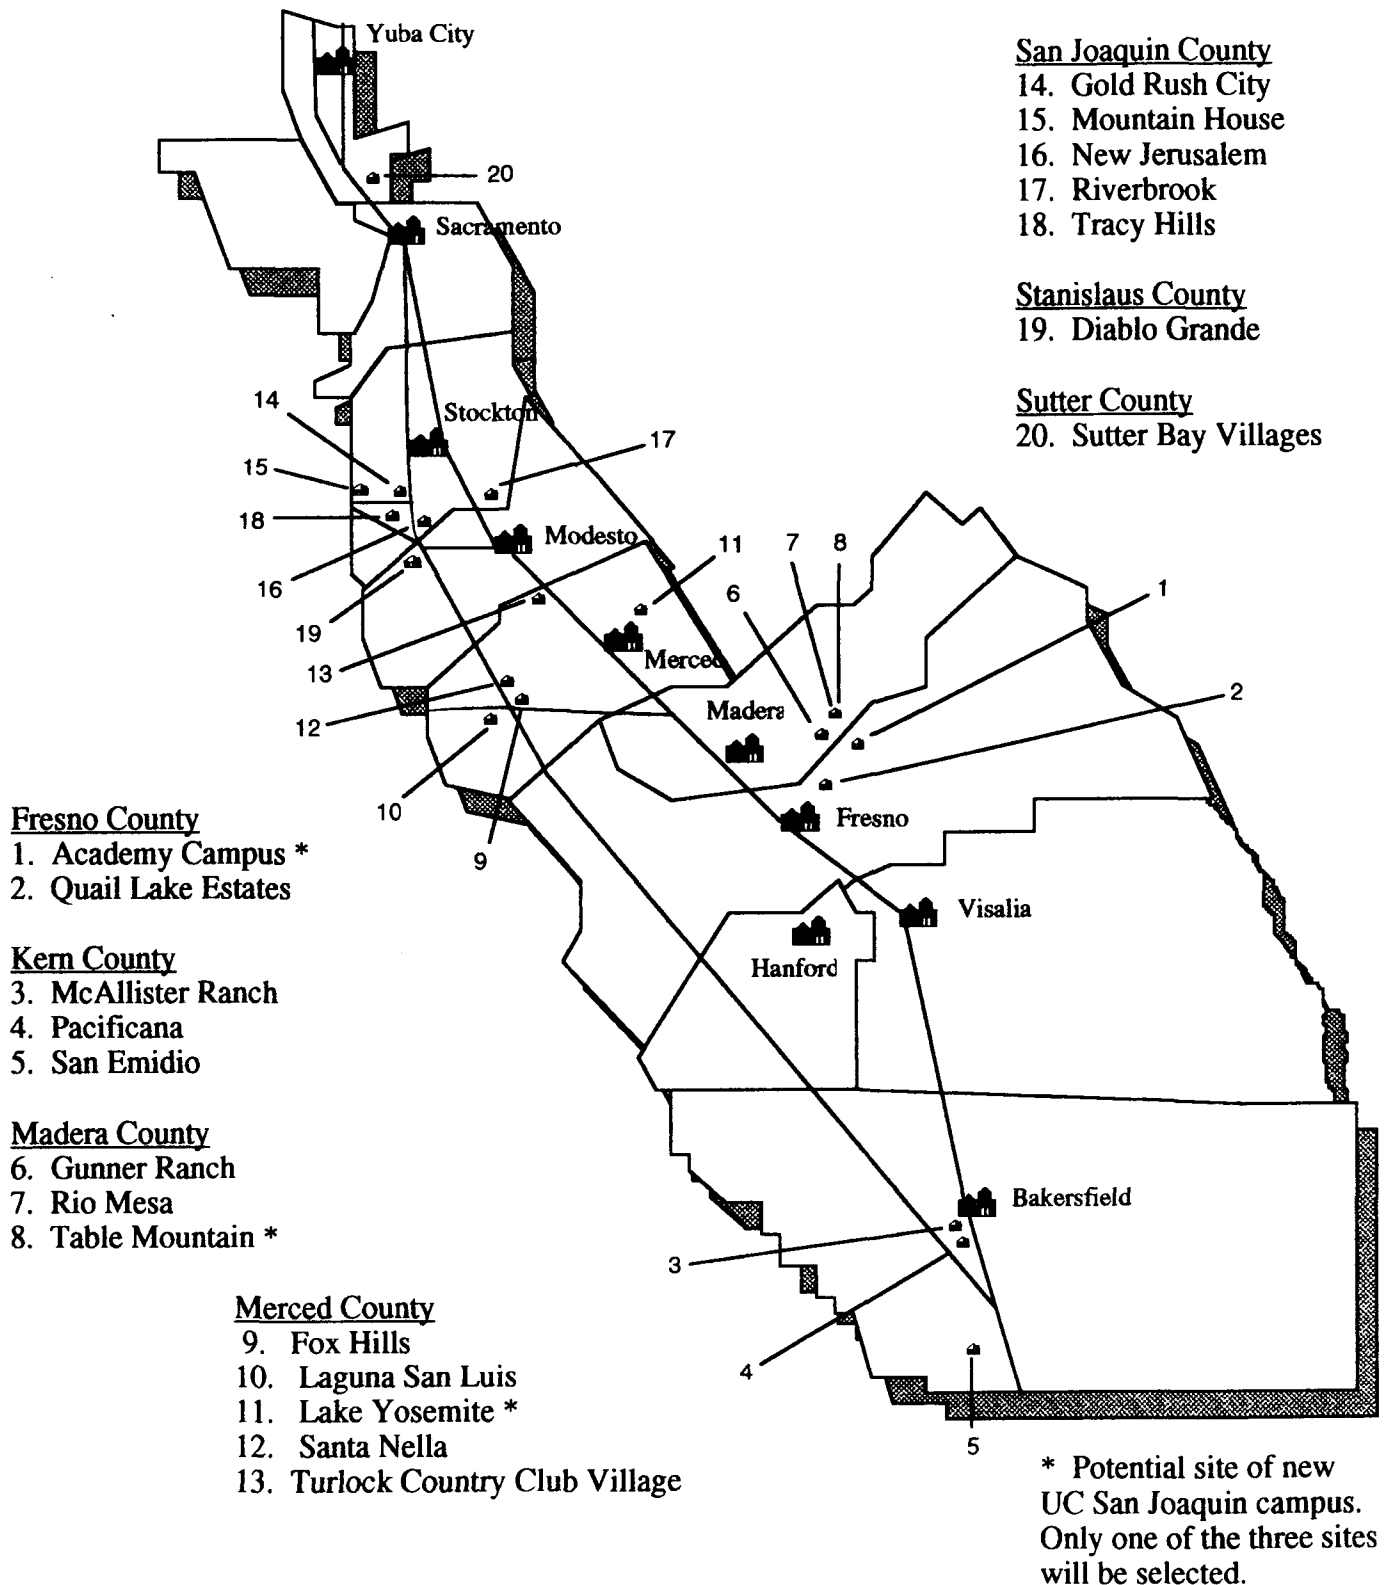 Yuba City
20
Sacramento
San Joaquin County
14. Gold Rush City
15. Mountain House
16. New Jerusalem
17. Riverbrook
18. Tracy Hills
Stanislaus County
19. Diablo Grande
Sutter County
20. Sutter Bay Villages
14
Stockton
17
15
18
Modesto
11
7
8
16
6
1
19
13
Merced
2
12
Madera
10
9
Fresno
Visalia
Hanford
Fresno County
1. Academy Campus *
2. Quail Lake Estates
Kern County
3. McAllister Ranch
4. Pacificana
5. San Emidio
Madera County
6. Gunner Ranch
7. Rio Mesa
8. Table Mountain *
Bakersfield
3
4
5
Merced County
9. Fox Hills
10. Laguna San Luis
11. Lake Yosemite *
12. Santa Nella
13. Turlock Country Club Village
* Potential site of new
UC San Joaquin campus.
Only one of the three sites
will be selected.